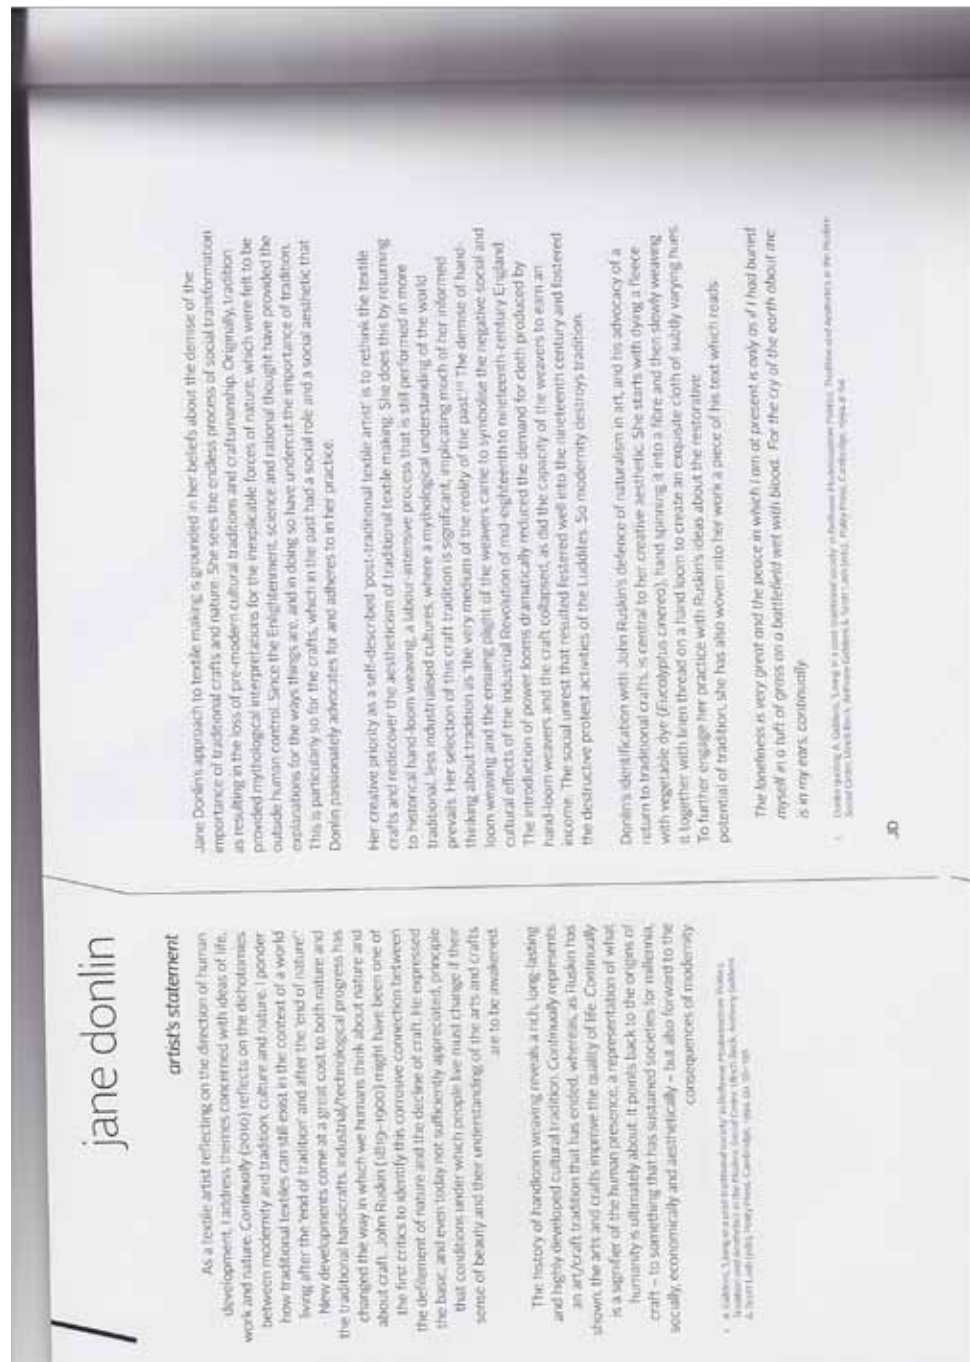 jane donlin
artist's statement
As a textile artist reflecting on the direction of human
development, I address themes concerned with ideas of life,
work and nature. Continually (2010) reflects on the dichotomies
between modernity and tradition, culture and nature. I ponder
how traditional textiles can still exist in the context of a world
living after the 'end of tradition' and after the 'end of nature'.
New developments come at a great cost to both nature and
the traditional handicrafts. Industrial/technological progress has
changed the way in which we humans think about nature and
about craft. John Ruskin (1819-1900) might have been one of
the first critics to identify this corrosive connection between
the defilement of nature and the decline of craft. He expressed
the basic, and even today not sufficiently appreciated, principle
that conditions under which people live must change if their
sense of beauty and their understanding of the arts and crafts
are to be awakened.
The history of handloom weaving reveals a rich, long-lasting
and highly developed cultural tradition. Continually represents
an art/craft tradition that has ended, whereas, as Ruskin has
shown, the arts and crafts improve the quality of life. Continually
is a signifier of the human presence, a representation of what
humanity is ultimately about. It points back to the origins of
craft – to something that has sustained societies for millennia,
socially, economically and aesthetically – but also forward to the
consequences of modernity.
Jane Donlin's approach to textile making is grounded in her beliefs about the demise of the
importance of traditional crafts and nature. She sees the endless process of social transformation
as resulting in the loss of pre-modern cultural traditions and craftsmanship. Originally, tradition
provided mythological interpretations for the inexplicable forces of nature, which were felt to be
outside human control. Since the Enlightenment, science and rational thought have provided the
explanations for the ways things are, and in doing so have undercut the importance of tradition.
This is particularly so for the crafts, which in the past had a social role and a social aesthetic that
Donlin passionately advocates for and adheres to in her practice.
Her creative priority as a self-described 'post-traditional textile artist' is to rethink the textile
crafts and rediscover the aestheticism of traditional textile making. She does this by returning
to historical hand-loom weaving, a labour-intensive process that is still performed in more
traditional, less industrialised cultures, where a mythological understanding of the world
prevails. Her selection of this craft tradition is significant, implicating much of her informed
thinking about tradition as 'the very medium of the reality of the past'. The demise of hand-
loom weaving and the ensuing plight of the weavers came to symbolise the negative social and
cultural effects of the Industrial Revolution of mid-eighteenth to nineteenth century England.
The introduction of power looms dramatically reduced the demand for cloth produced by
hand-loom weavers and the craft collapsed, as did the capacity of the weavers to earn an
income. The social unrest that resulted festered well into the nineteenth century and fostered
the destructive protest activities of the Luddites. So modernity destroys tradition.
Donlin's identification with John Ruskin's defence of naturalism in art, and his advocacy of a
return to traditional crafts, is central to her creative aesthetic. She starts with dying a fleece
with vegetable dye (Eucalyptus cinerea), hand spinning it into a fibre and then slowly weaving
it together with linen thread on a hand loom to create an exquisite cloth of subtly varying hues.
To further engage her practice with Ruskin's ideas about the restorative
potential of tradition, she has also woven into her work a piece of his text which reads:
The loneliness is very great and the peace in which I am at present is only as if I had buried
myself in a tuft of grass on a battlefield wet with blood. For the cry of the earth about me
is in my ears, continually
JD